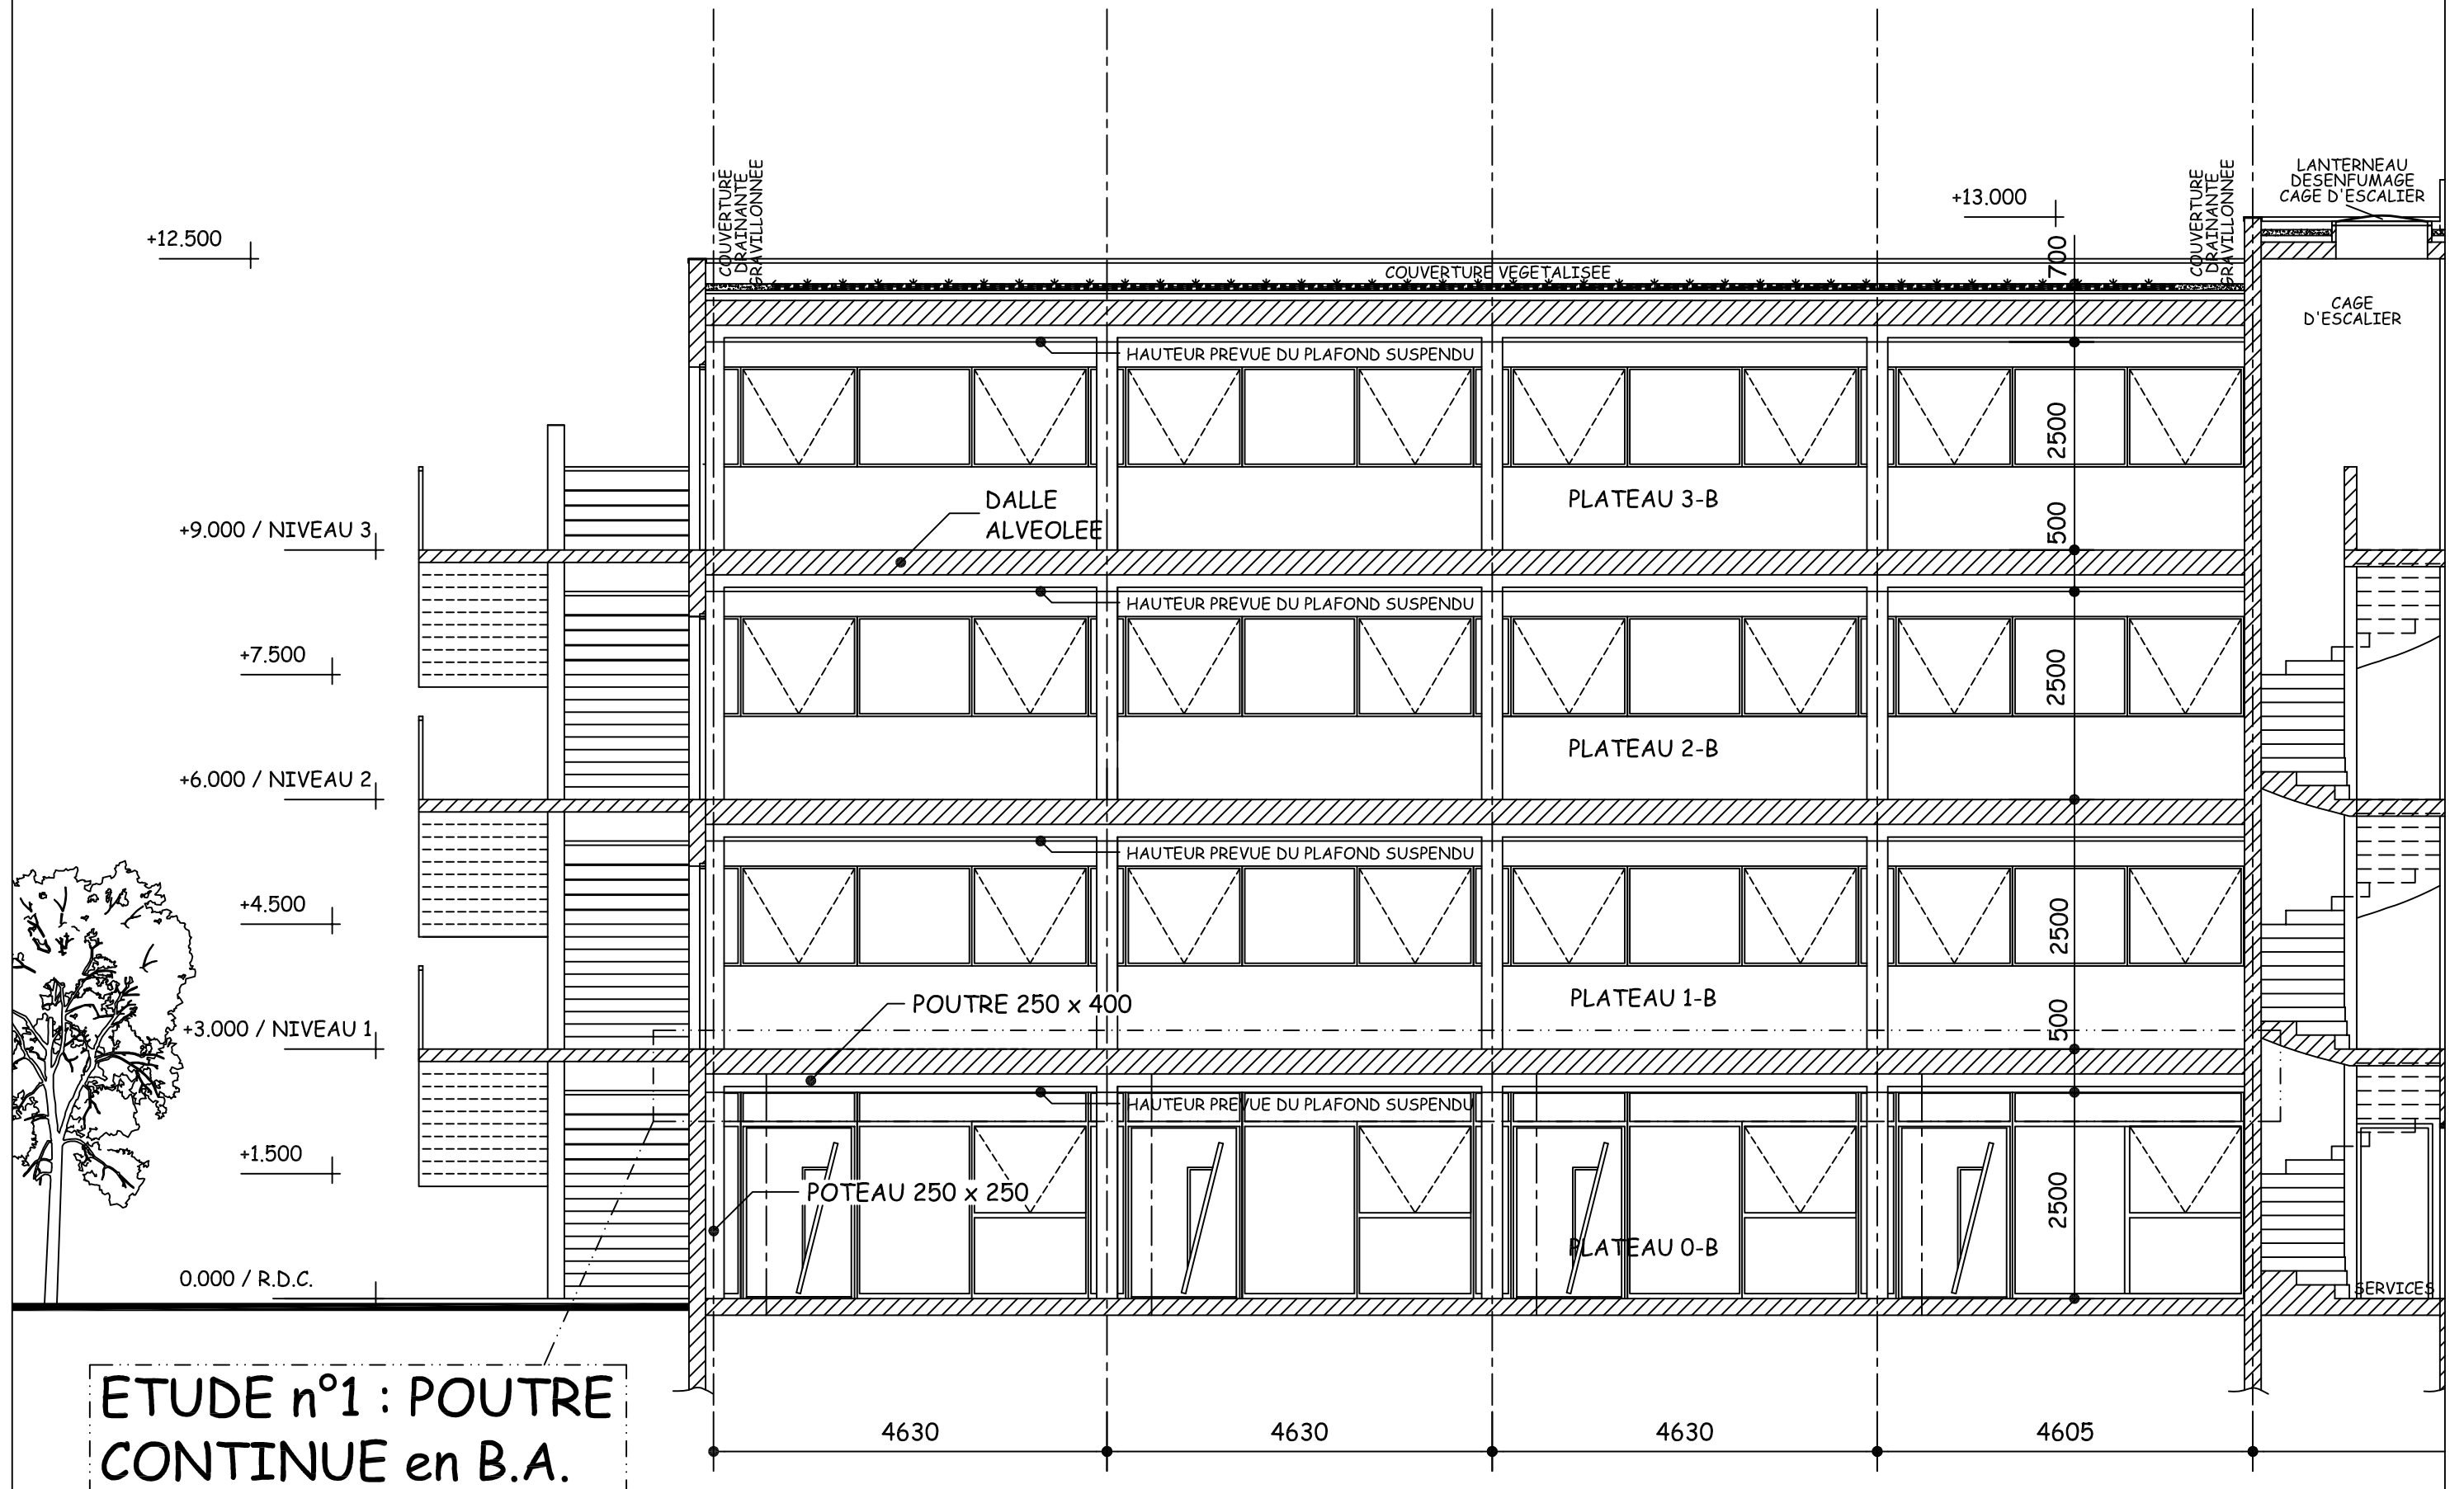 COUVERTURE
DRAINANTE
GRAVILLONNEE
COUVERTURE
DRAINANTE
GRAVILLONNEE
LANTERNEAU
DESENFUMAGE
CAGE D'ESCALIER
+13.000
+12.500
700
COUVERTURE VEGETALISEE
CAGE
D'ESCALIER
HAUTEUR PREVUE DU PLAFOND SUSPENDU
2500
DALLE
ALVEOLEE
PLATEAU 3-B
+9.000 / NIVEAU 3
500
HAUTEUR PREVUE DU PLAFOND SUSPENDU
+7.500
2500
PLATEAU 2-B
+6.000 / NIVEAU 2
HAUTEUR PREVUE DU PLAFOND SUSPENDU
+4.500
2500
POUTRE 250 x 400
PLATEAU 1-B
+3.000 / NIVEAU 1
500
HAUTEUR PREVUE DU PLAFOND SUSPENDU
+1.500
POTEAU 250 x 250
2500
PLATEAU 0-B
0.000 / R.D.C.
SERVICES
ETUDE n°1 : POUTRE
CONTINUE en B.A.
4630
4630
4630
4605